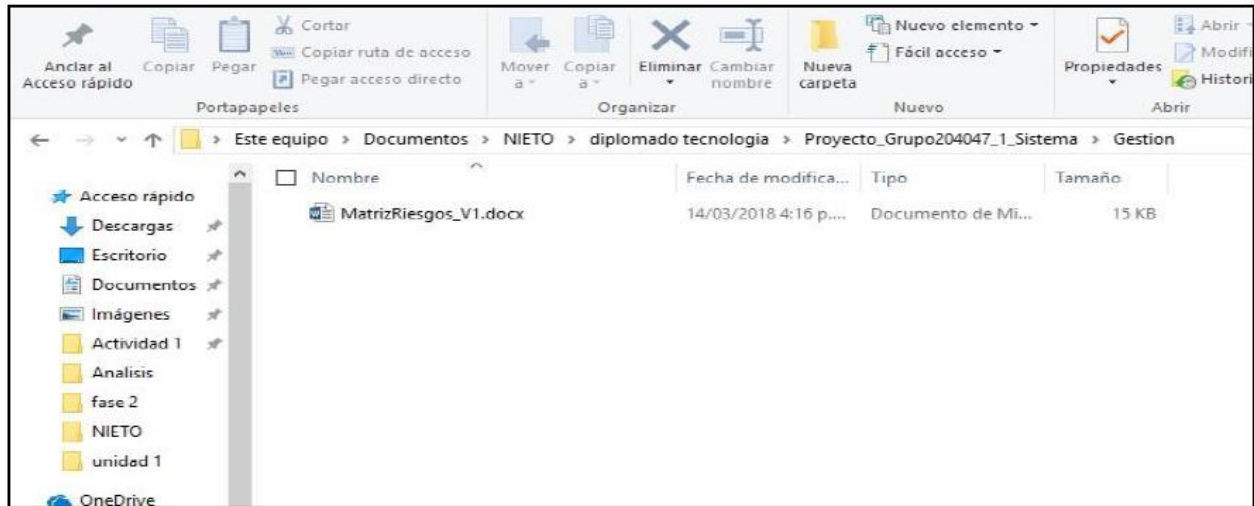 Anclar al Acceso rápido
Copiar
Pegar
Cortar
Copiar ruta de acceso
Pegar acceso directo
Portapapeles
Mover a
Copiar a
Eliminar
Cambiar nombre
Organizar
Nueva carpeta
Nuevo elemento
Fácil acceso
Nuevo
Propiedades
Abrir
Modifi
Histori
Abrir
Este equipo > Documentos > NIETO > diplomado tecnologia > Proyecto_Grupo204047_1_Sistema > Gestion
Nombre Fecha de modifica... Tipo Tamaño
MatrizRiesgos_V1.docx 14/03/2018 4:16 p.... Documento de Mi... 15 KB
Acceso rápido
Descargas
Escritorio
Documentos
Imágenes
Actividad 1
Analisis
fase 2
NIETO
unidad 1
OneDrive